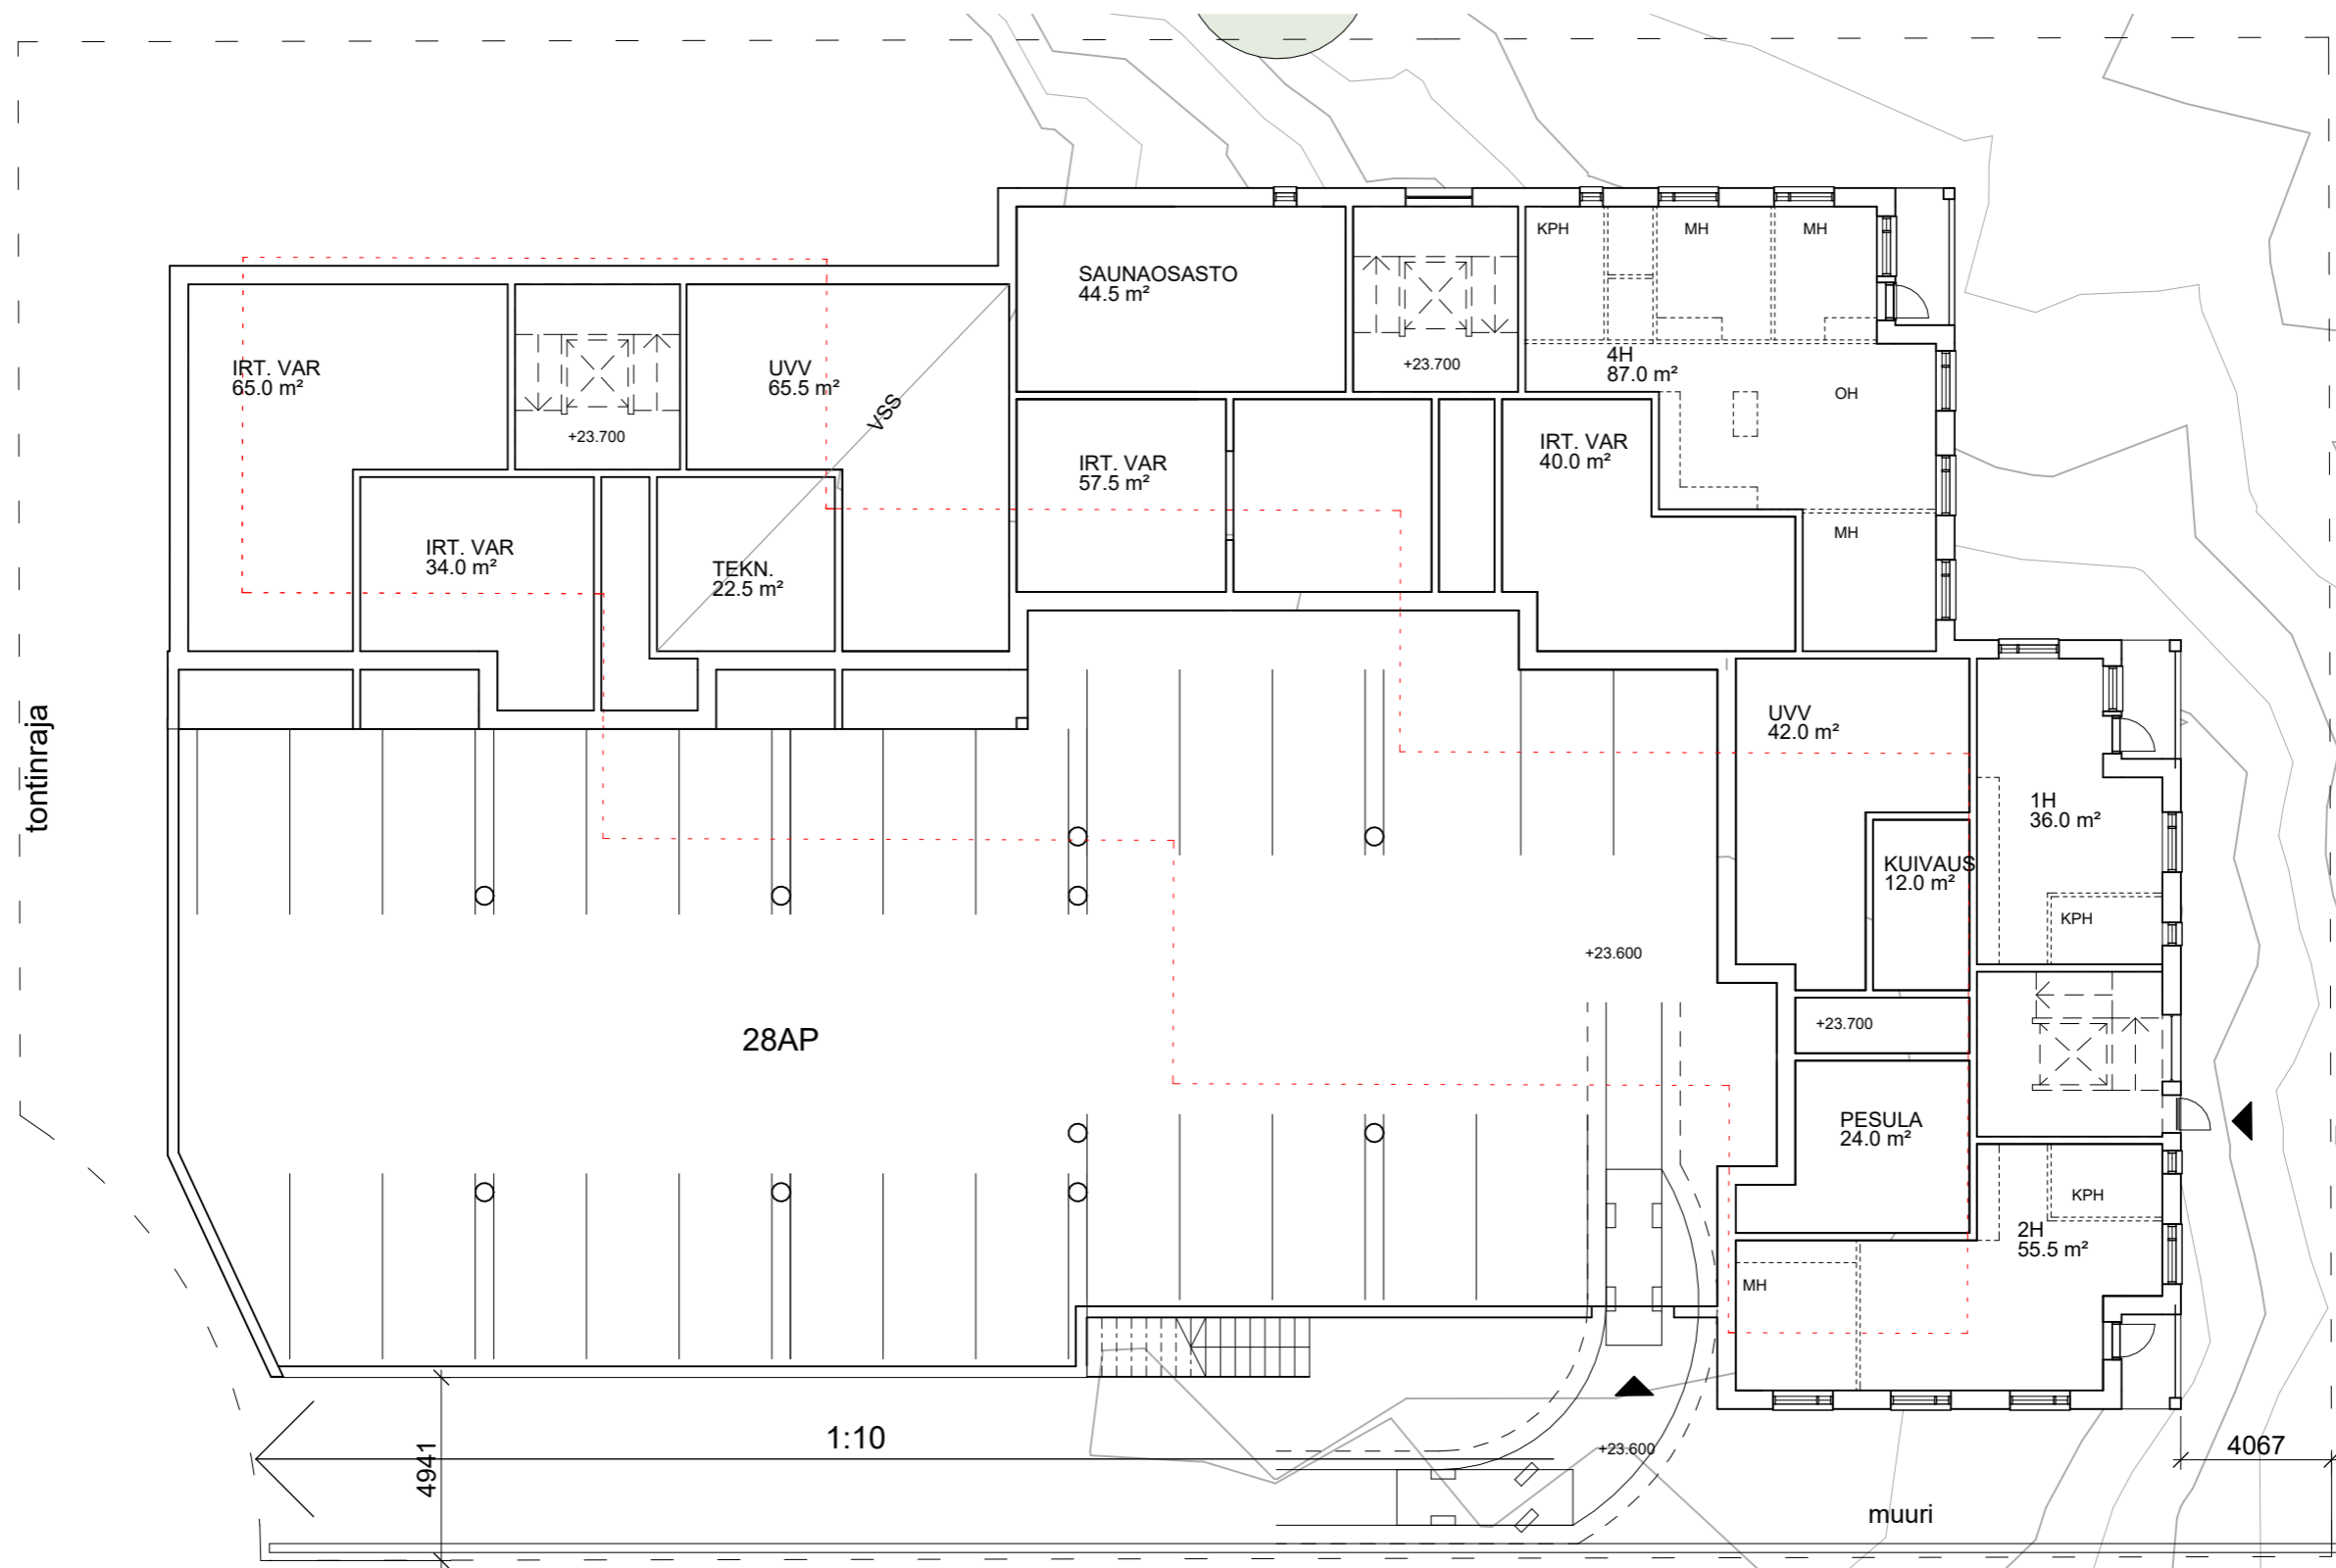 KPH
MH
MH
SAUNAOSASTO
44.5 m²
+23.700
4H
87.0 m²
OH
IRT. VAR
65.0 m²
UVV
65.5 m²
VSS
+23.700
IRT. VAR
57.5 m²
IRT. VAR
40.0 m²
MH
IRT. VAR
34.0 m²
TEKN.
22.5 m²
tontinraja
UVV
42.0 m²
1H
36.0 m²
KUIVAUS
12.0 m²
KPH
+23.600
28AP
+23.700
PESULA
24.0 m²
KPH
2H
55.5 m²
MH
1:10
4941
+23.600
4067
muuri